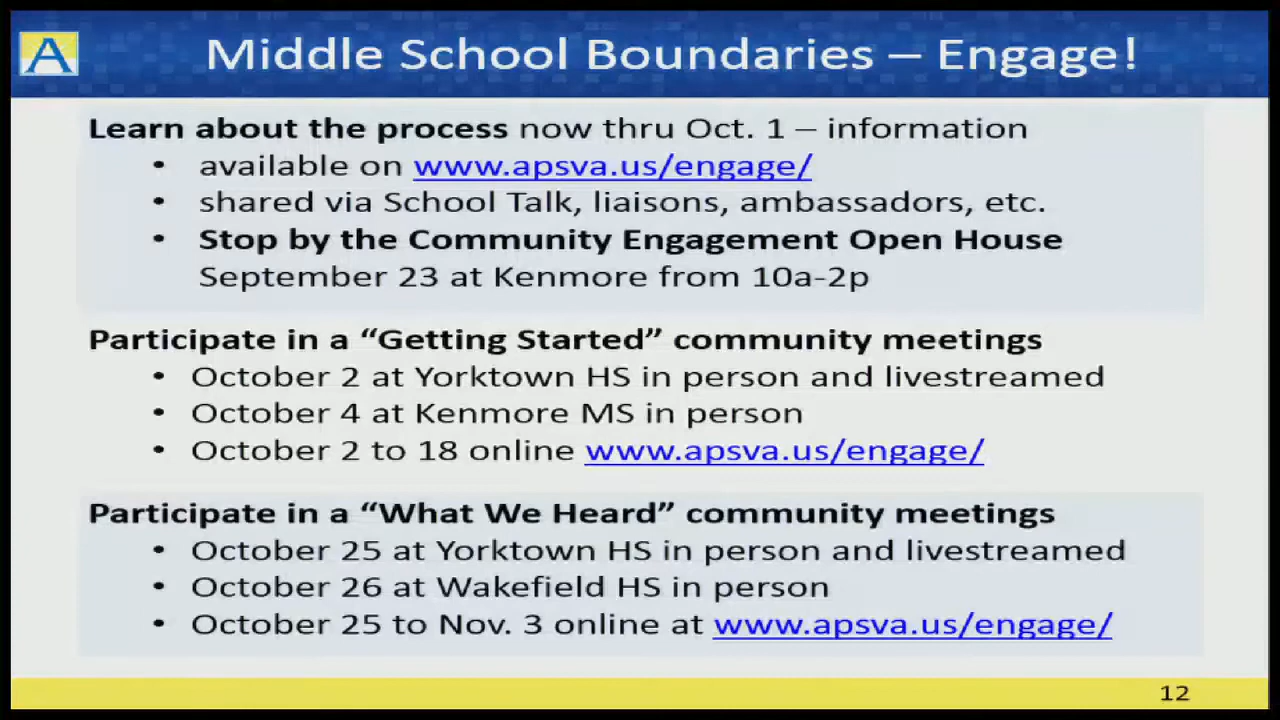 A
Middle School Boundaries – Engage!
Learn about the process now thru Oct. 1 – information
• available on www.apsva.us/engage/
• shared via School Talk, liaisons, ambassadors, etc.
• Stop by the Community Engagement Open House
September 23 at Kenmore from 10a-2p
Participate in a “Getting Started” community meetings
• October 2 at Yorktown HS in person and livestreamed
• October 4 at Kenmore MS in person
• October 2 to 18 online www.apsva.us/engage/
Participate in a “What We Heard” community meetings
• October 25 at Yorktown HS in person and livestreamed
• October 26 at Wakefield HS in person
• October 25 to Nov. 3 online at www.apsva.us/engage/
12